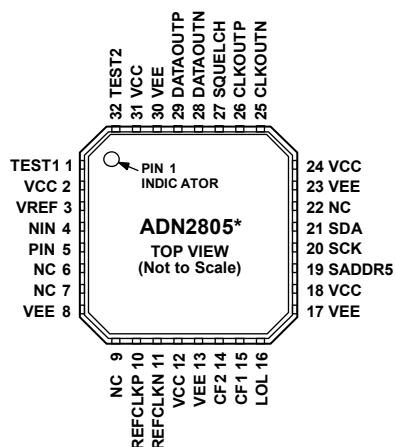 32 TEST2
31 VCC
30 VEE
29 DATAOUTP
28 DATAOUTN
27 SQUELCH
26 CLKOUTP
25 CLKOUTN
TEST1 1
VCC 2
VREF 3
NIN 4
PIN 5
NC 6
NC 7
VEE 8
PIN 1
INDIC ATOR
ADN2805*
TOP VIEW
(Not to Scale)
24 VCC
23 VEE
22 NC
21 SDA
20 SCK
19 SADDR5
18 VCC
17 VEE
NC 9
REFCLKP 10
REFCLKN 11
VCC 12
VEE 13
CF2 14
CF1 15
LOL 16